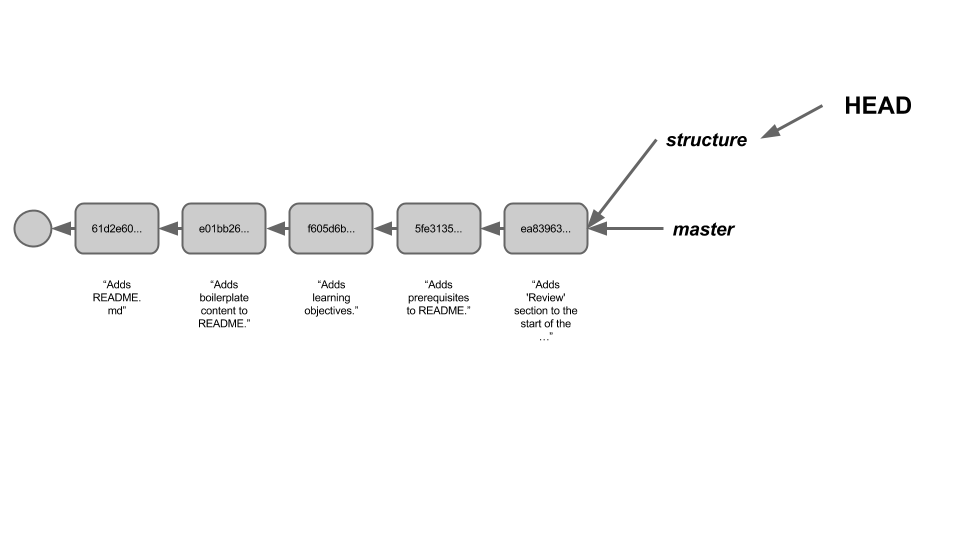 HEAD
structure
master
61d2e60...
e01bb26...
f605d6b...
5fe3135...
ea83963...
“Adds
README.
md”
“Adds
boilerplate
content to
README.”
“Adds
learning
objectives.”
“Adds
prerequisites
to README.”
“Adds
'Review'
section to the
start of the
…”